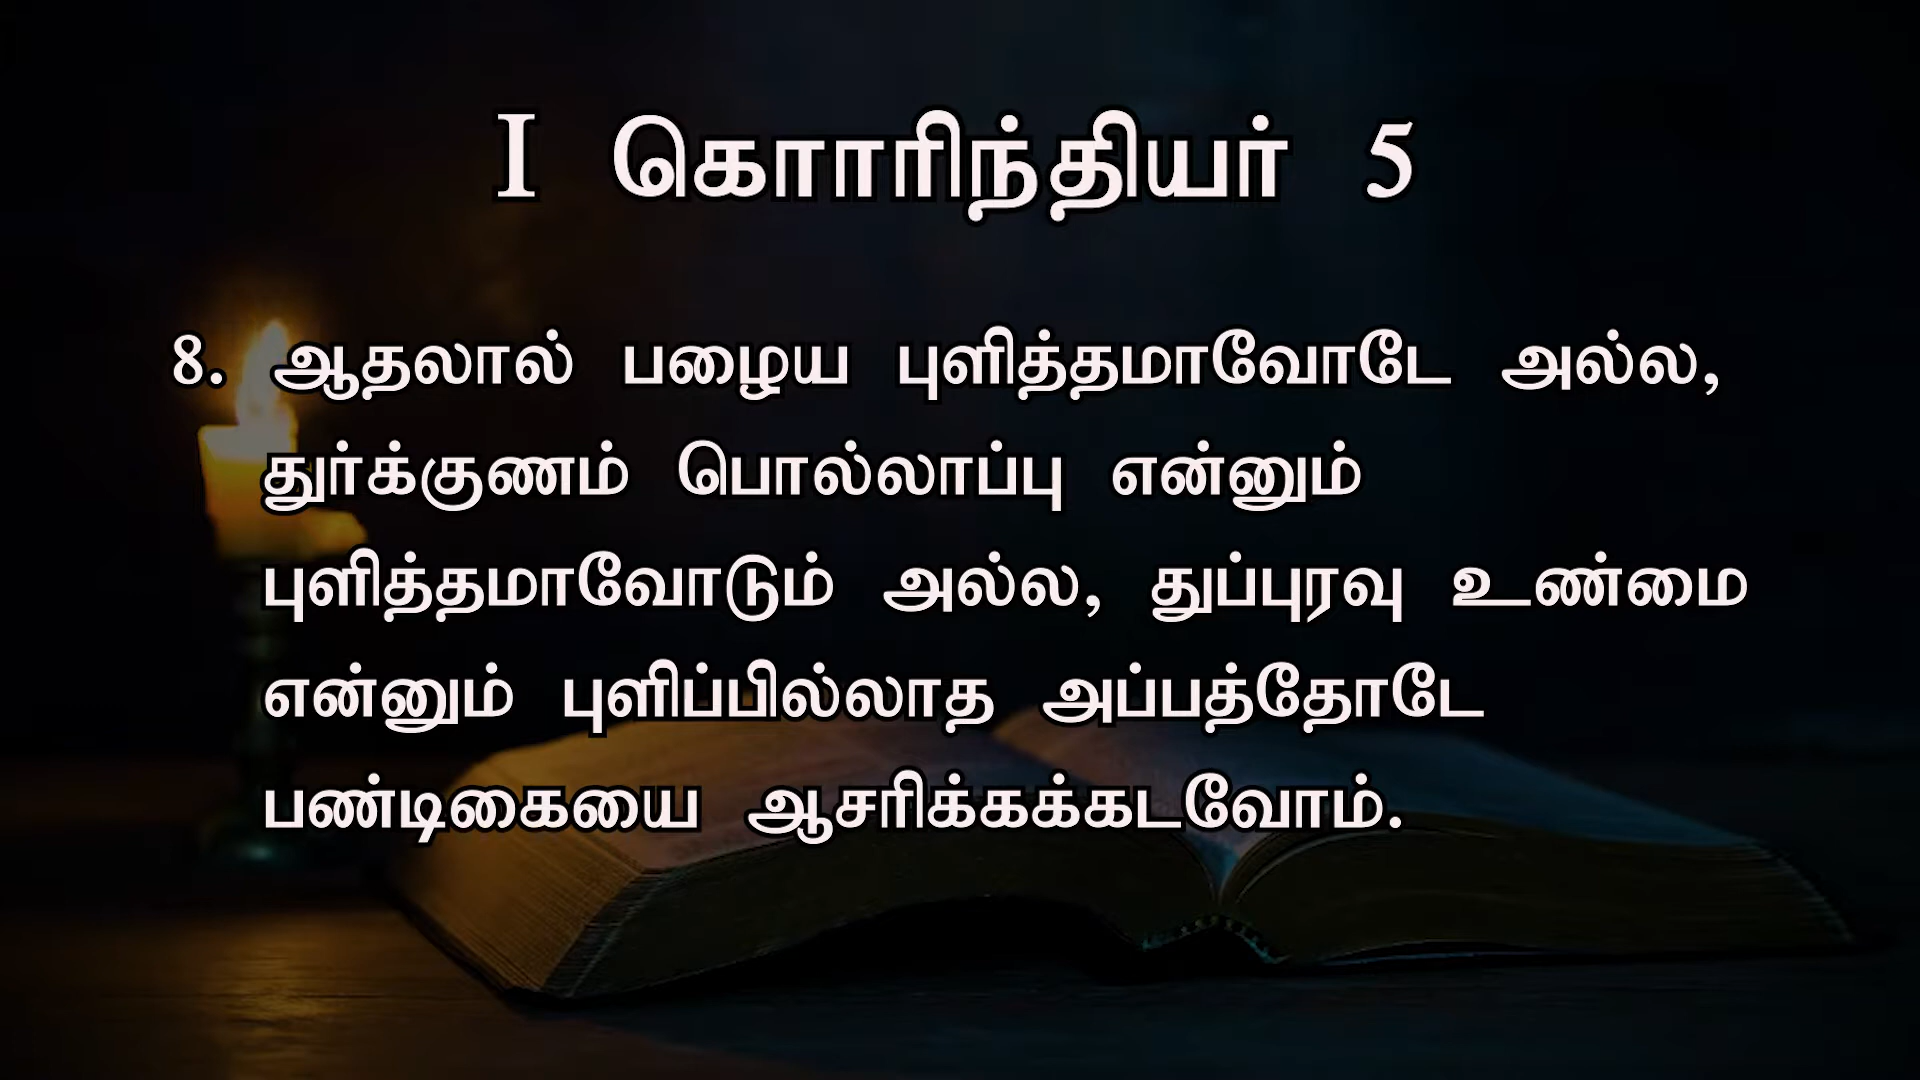 I கொரிந்தியர் 5
8. ஆதலால் பழைய புளித்தமாவோடே அல்ல,
துர்க்குணம் பொல்லாப்பு என்னும்
புளித்தமாவோடும் அல்ல, துப்புரவு உண்மை
என்னும் புளிப்பில்லாத அப்பத்தோடே
பண்டிகையை ஆசரிக்கக்கடவோம்.